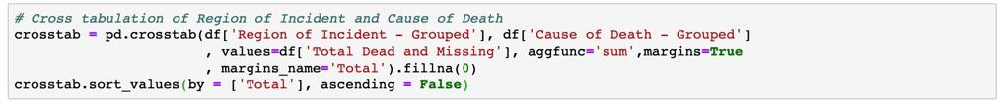 # Cross tabulation of Region of Incident and Cause of Death
crosstab = pd.crosstab(df['Region of Incident - Grouped'], df['Cause of Death - Grouped']
, values=df['Total Dead and Missing'], aggfunc='sum',margins=True
, margins_name='Total').fillna(0)
crosstab.sort_values(by = ['Total'], ascending = False)